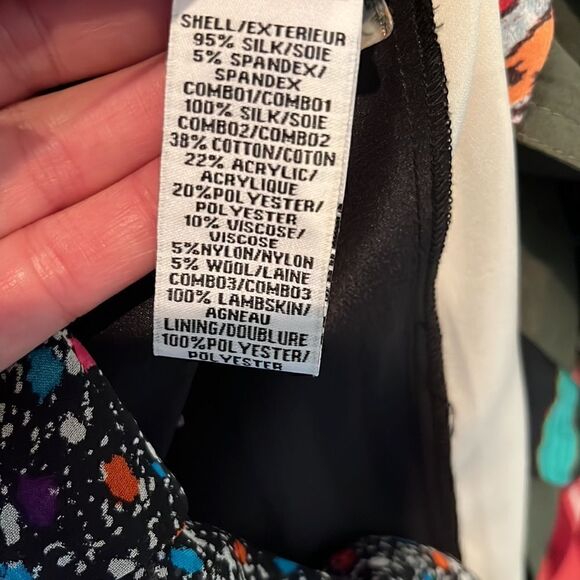 SHELL/EXTERIEUR
95% SILK/SOIE
5% SPANDEX/
SPANDEX
COMBO1/COMBO1
100% SILK/SOIE
COMBO2/COMBO2
38% COTTON/COTON
22% ACRYLIC/
ACRYLIQUE
20%POLYESTER/
POLYESTER
10% VISCOSE/
VISCOSE
5%NYLON/NYLON
5% WOOL/LAINE
COMBO3/COMBO3
100% LAMBSKIN/
AGNEAU
LINING/DOUBLURE
100%POLYESTER/
POLYESTER